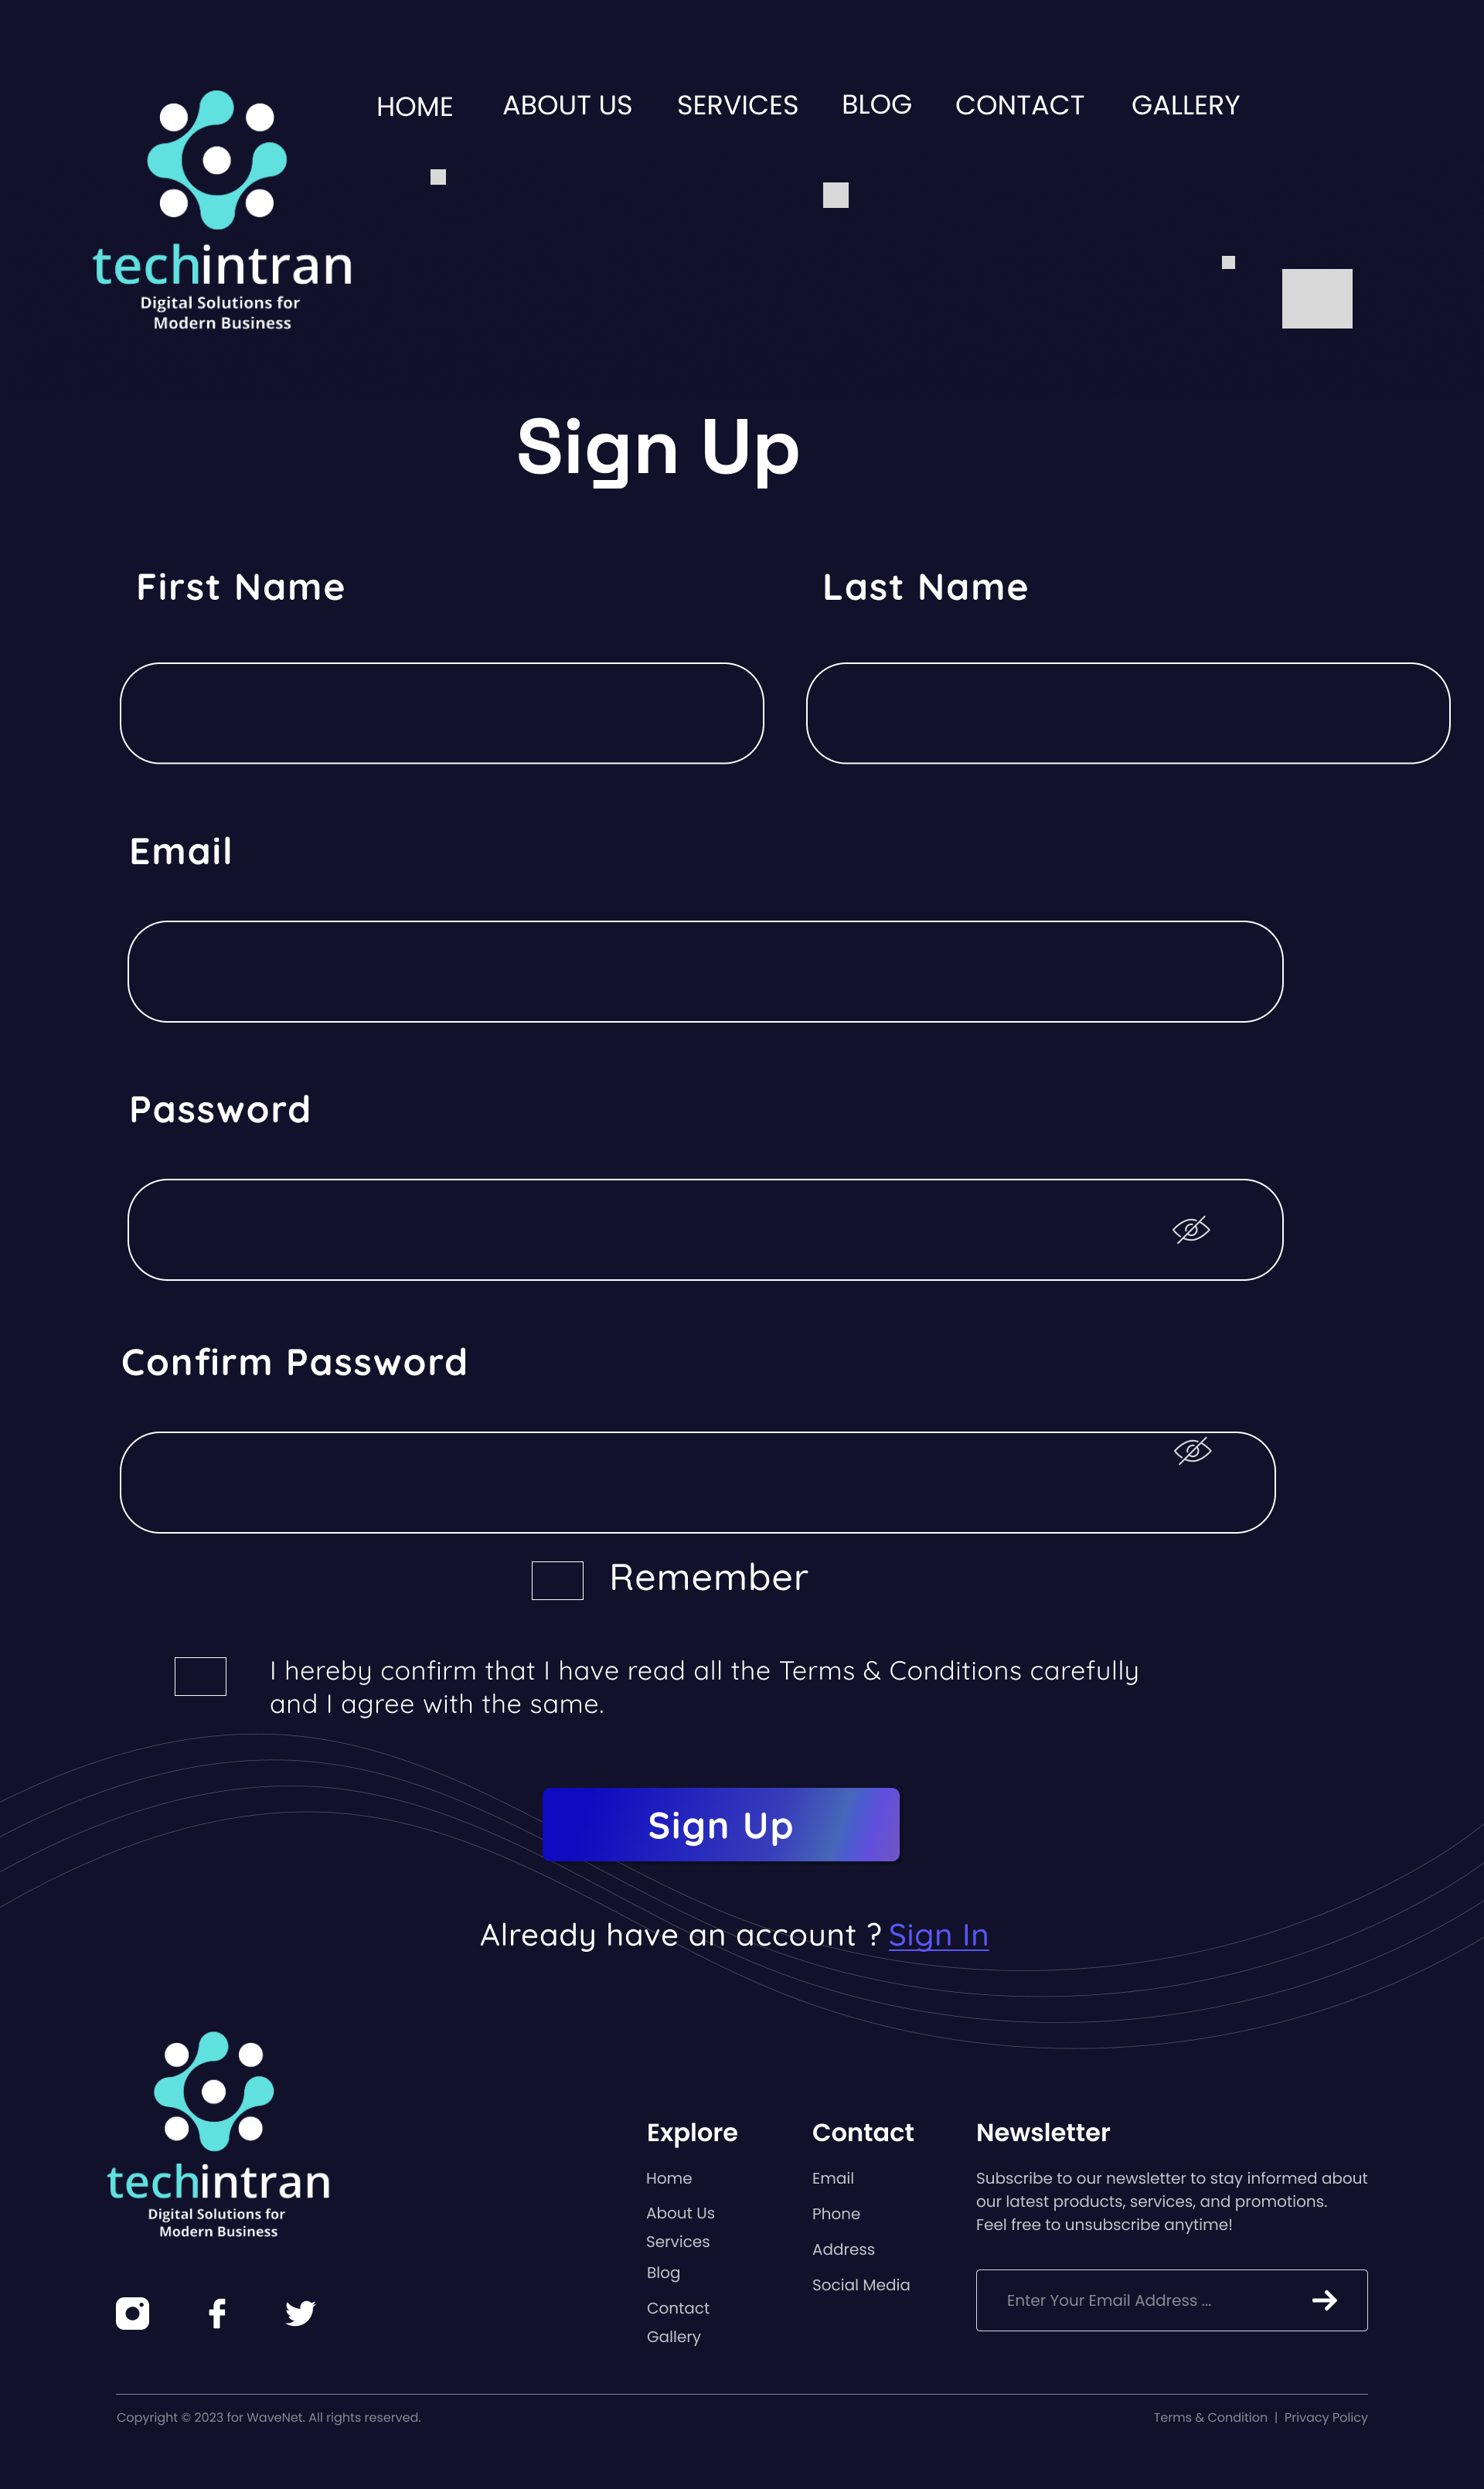 HOME ABOUT US SERVICES BLOG CONTACT GALLERY
techintran
Digital Solutions for
Modern Business
Sign Up
First Name Last Name
Email
Password
Confirm Password
Remember
I hereby confirm that I have read all the Terms & Conditions carefully
and I agree with the same.
Sign Up
Already have an account ? Sign In
techintran
Digital Solutions for
Modern Business
Explore
Home
About Us
Services
Blog
Contact
Gallery
Contact
Email
Phone
Address
Social Media
Newsletter
Subscribe to our newsletter to stay informed about
our latest products, services, and promotions.
Feel free to unsubscribe anytime!
Enter Your Email Address ...
Copyright © 2023 for WaveNet. All rights reserved.
Terms & Condition | Privacy Policy